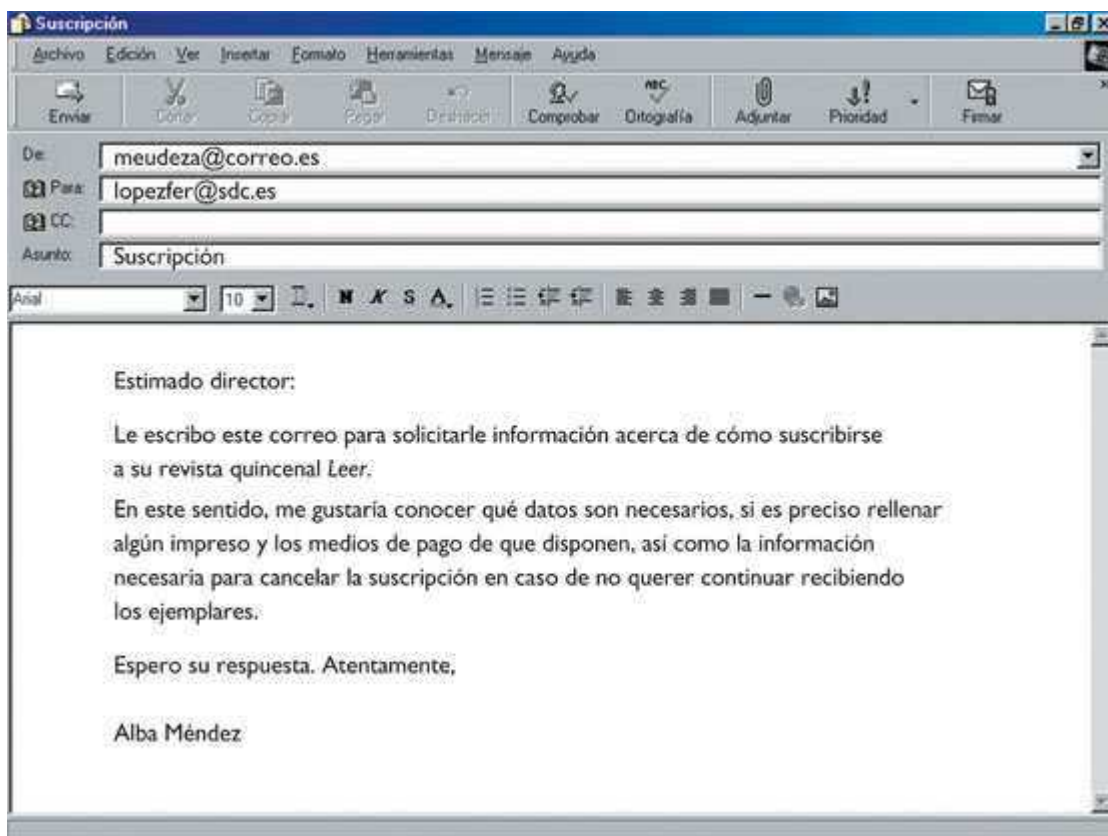 Suscripción
Archivo Edición Ver Insertar Formato Herramientas Mensaje Ayuda
Enviar Cortar Copiar Pegar Deshacer Comprobar Ortografía Adjuntar Prioridad Firmar
De: meudeza@correo.es
Para: lopezfer@sdc.es
CC:
Asunto: Suscripción
Arial 10 N K S A
Estimado director:
Le escribo este correo para solicitarle información acerca de cómo suscribirse
a su revista quincenal Leer.
En este sentido, me gustaría conocer qué datos son necesarios, si es preciso rellenar
algún impreso y los medios de pago de que disponen, así como la información
necesaria para cancelar la suscripción en caso de no querer continuar recibiendo
los ejemplares.
Espero su respuesta. Atentamente,
Alba Méndez